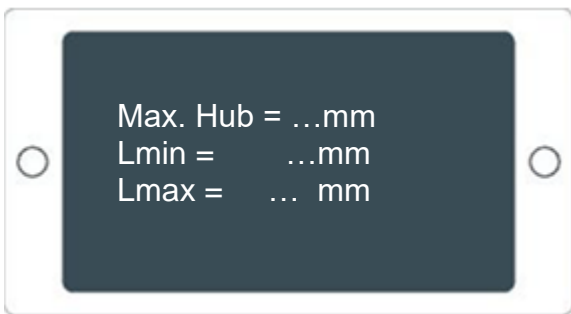 Max. Hub = …mm
Lmin = …mm
Lmax = … mm